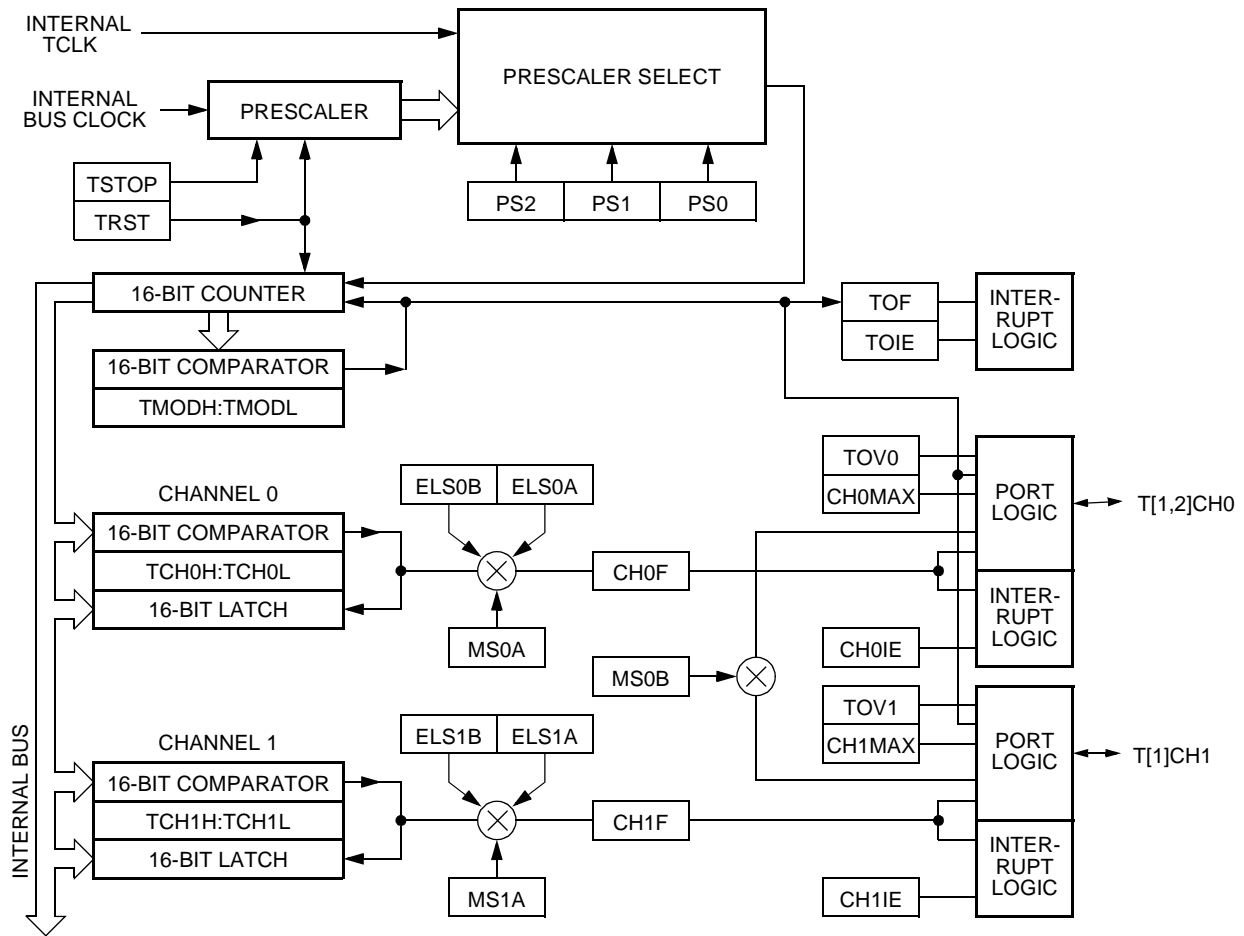 INTERNAL
TCLK
PRESCALER SELECT
INTERNAL
BUS CLOCK
PRESCALER
TSTOP
TRST
PS2
PS1
PS0
16-BIT COUNTER
TOF
TOIE
INTER-
RUPT
LOGIC
16-BIT COMPARATOR
TMODH:TMODL
TOV0
CH0MAX
PORT
LOGIC
T[1,2]CH0
CHANNEL 0
ELS0B
ELS0A
16-BIT COMPARATOR
TCH0H:TCH0L
16-BIT LATCH
CH0F
MS0A
INTER-
RUPT
LOGIC
CH0IE
MS0B
TOV1
CH1MAX
PORT
LOGIC
T[1]CH1
CHANNEL 1
ELS1B
ELS1A
16-BIT COMPARATOR
TCH1H:TCH1L
16-BIT LATCH
CH1F
MS1A
INTER-
RUPT
LOGIC
CH1IE
INTERNAL BUS